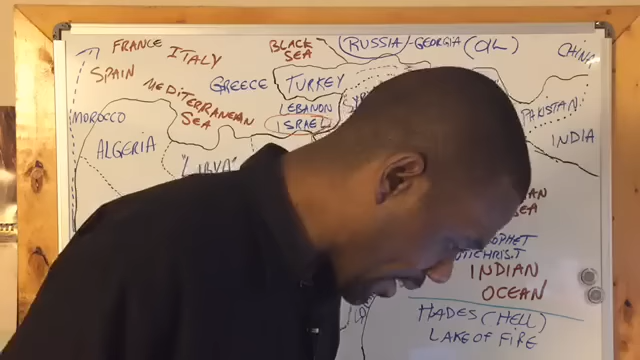 FRANCE
ITALY
BLACK
SEA
RUSSIA-GEORGIA (OIL)
CHINA
SPAIN
MEDITERRANEAN
SEA
GREECE
TURKEY
LEBANON
ISRAEL
PAKISTAN
INDIA
MOROCCO
ALGERIA
"LIBYA"
INDIAN
OCEAN
HADES (HELL)
LAKE OF FIRE